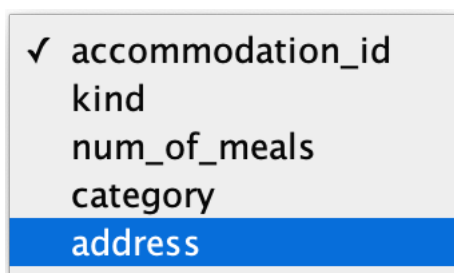 ✓ accommodation_id
kind
num_of_meals
category
address